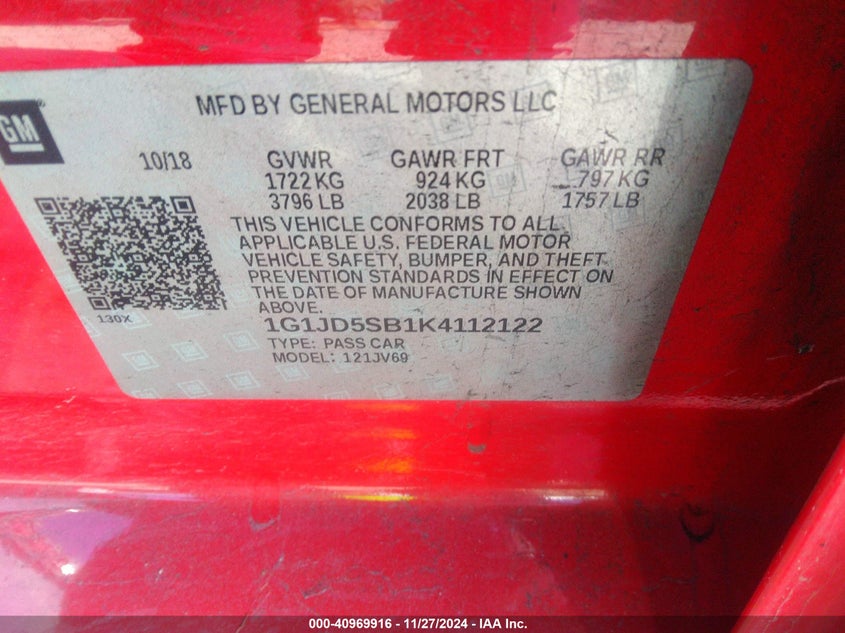 MFD BY GENERAL MOTORS LLC
GM
10/18 GVWR GAWR FRT GAWR RR
1722 KG 924 KG 797 KG
3796 LB 2038 LB 1757 LB
THIS VEHICLE CONFORMS TO ALL
APPLICABLE U.S. FEDERAL MOTOR
VEHICLE SAFETY, BUMPER, AND THEFT
PREVENTION STANDARDS IN EFFECT ON
THE DATE OF MANUFACTURE SHOWN
ABOVE.
130X
1G1JD5SB1K4112122
TYPE: PASS CAR
MODEL: 121JV69
000-40969916 - 11/27/2024 - IAA Inc.